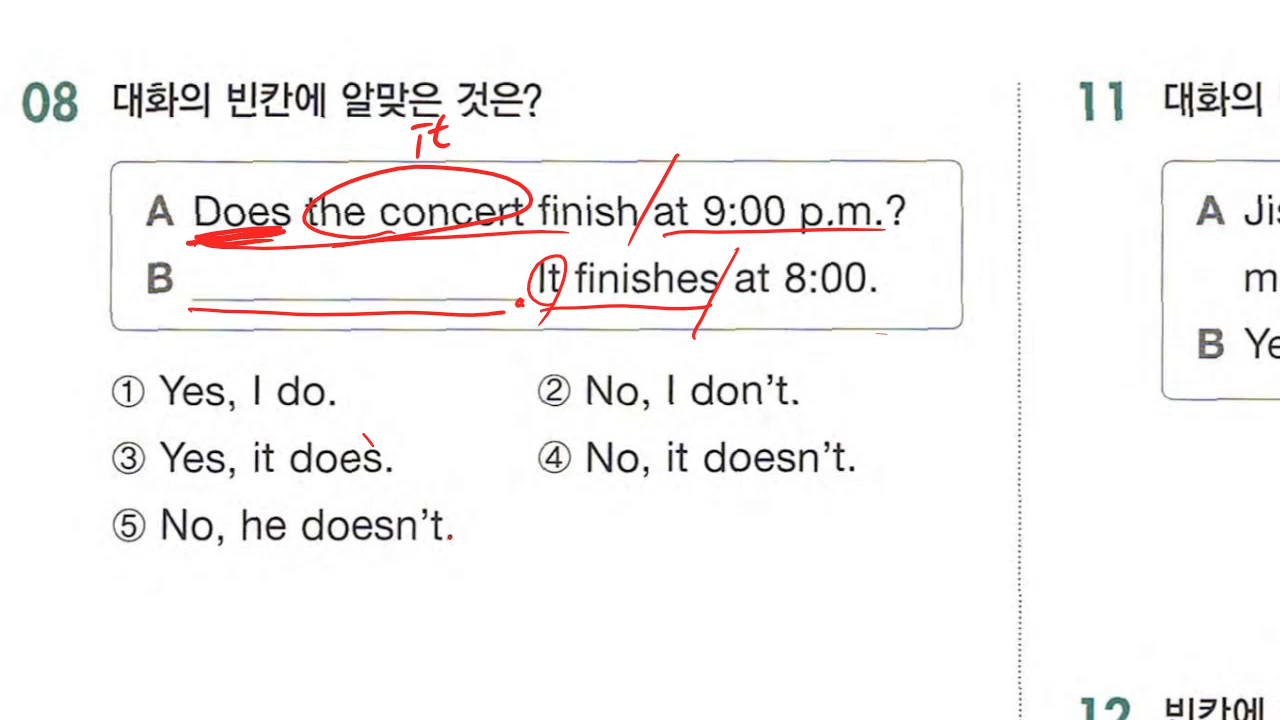 08 대화의 빈칸에 알맞은 것은?
it
A Does the concert finish / at 9:00 p.m.?
B ____________. It finishes / at 8:00.
① Yes, I do. ② No, I don't.
③ Yes, it does. ④ No, it doesn't.
⑤ No, he doesn't.
11 대화의
A Jis
m
B Ye
12 빈칸에